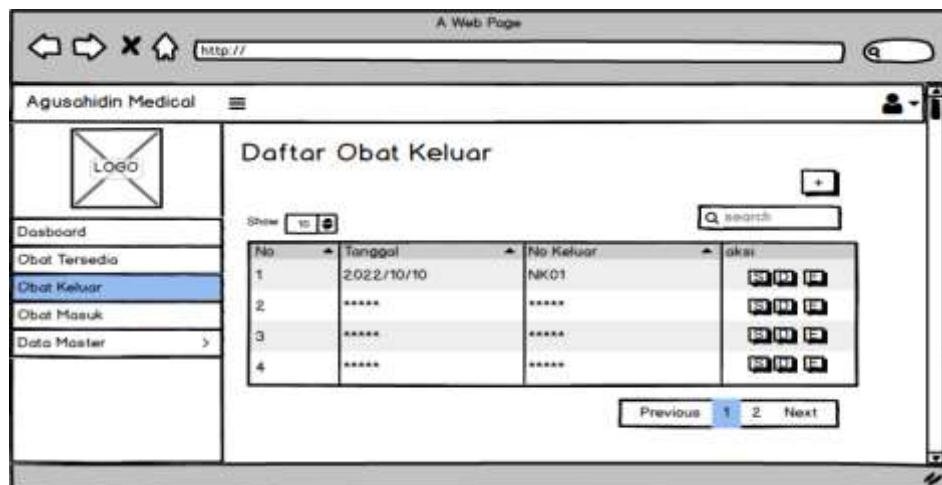 A Web Page
http://
Agusahidin Medical
LOGO
Dasboard
Obat Tersedia
Obat Keluar
Obat Masuk
Data Master >
Daftar Obat Keluar
+
Show 10
search
No Tanggal No Keluar aksi
1 2022/10/10 NK01 S D E
2 ***** ***** S D E
3 ***** ***** S D E
4 ***** ***** S D E
Previous 1 2 Next